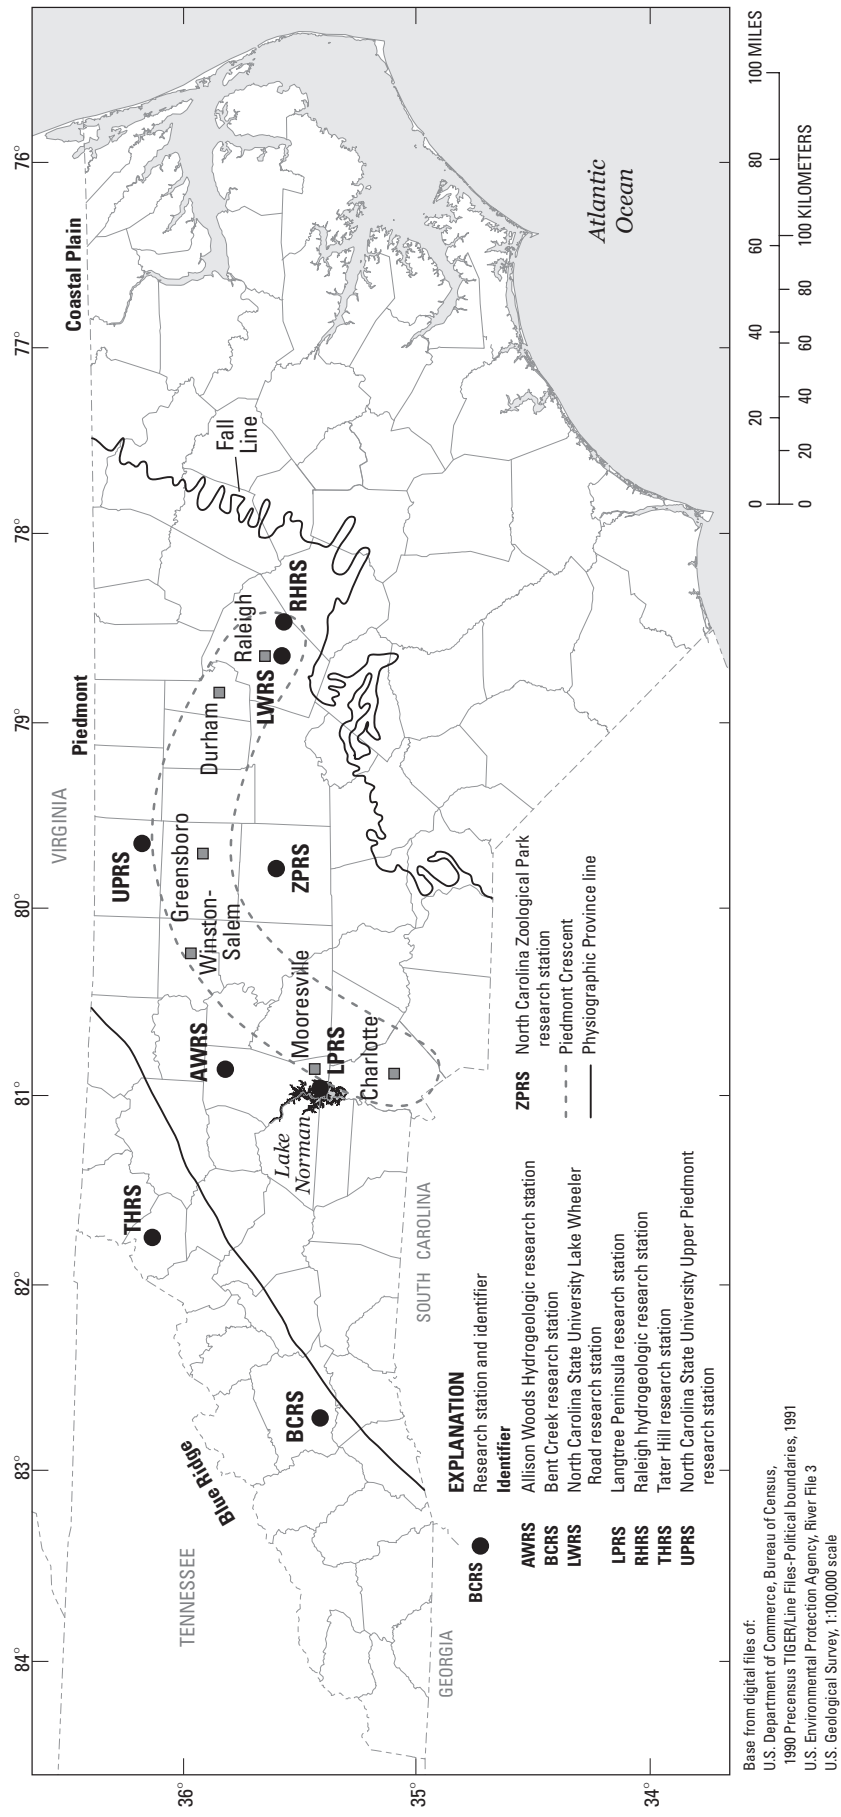 84°
83°
82°
81°
80°
79°
78°
77°
76°
36°
35°
34°
VIRGINIA
Piedmont
Coastal Plain
TENNESSEE
Blue Ridge
THRS
BCRS
AWRS
UPRS
Winston-
Salem
Greensboro
Durham
Raleigh
LWRS
RHRS
Fall
Line
ZPRS
Mooresville
LPRS
Lake
Norman
Charlotte
GEORGIA
SOUTH CAROLINA
Atlantic
Ocean
EXPLANATION
BCRS
Research station and identifier
Identifier
AWRS Allison Woods Hydrogeologic research station
BCRS Bent Creek research station
LWRS North Carolina State University Lake Wheeler
Road research station
LPRS Langtree Peninsula research station
RHRS Raleigh hydrogeologic research station
THRS Tater Hill research station
UPRS North Carolina State University Upper Piedmont
research station
ZPRS North Carolina Zoological Park
research station
Piedmont Crescent
Physiographic Province line
Base from digital files of:
U.S. Department of Commerce, Bureau of Census,
1990 Precensus TIGER/Line Files-Political boundaries, 1991
U.S. Environmental Protection Agency, River File 3
U.S. Geological Survey, 1:100,000 scale
0 20 40 60 80 100 MILES
0 20 40 60 80 100 KILOMETERS